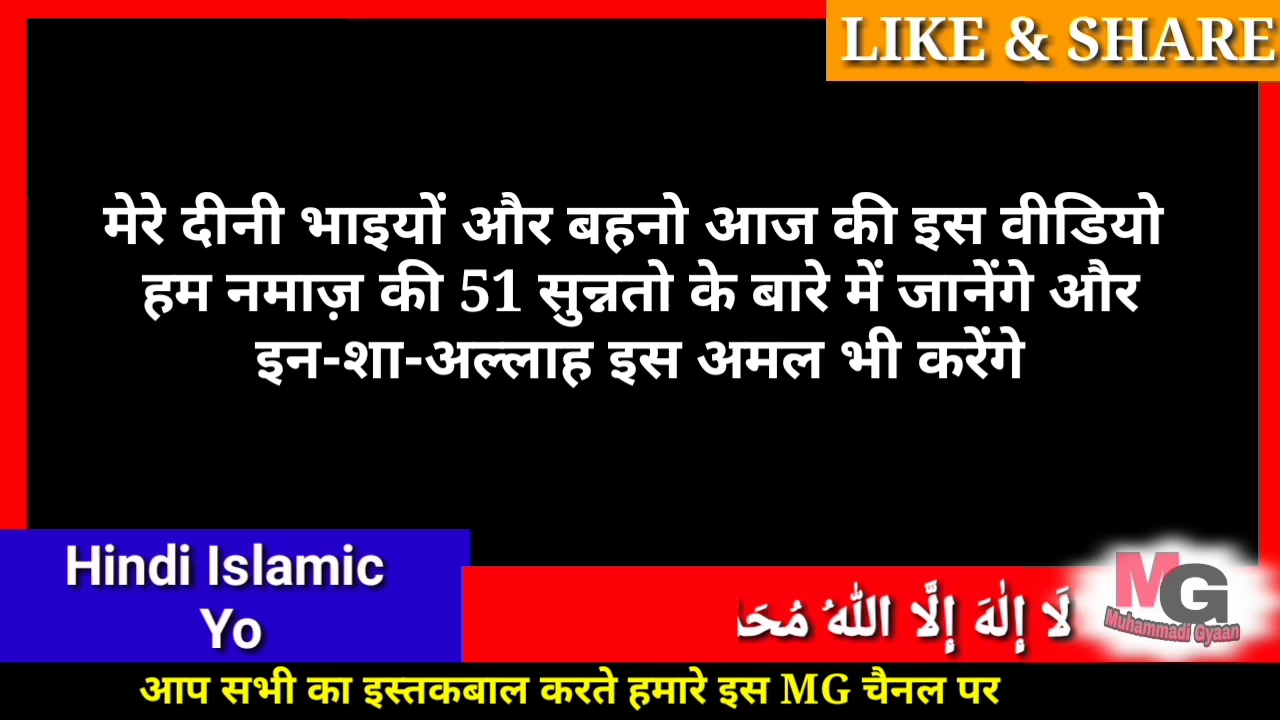 LIKE & SHARE
मेरे दीनी भाइयों और बहनो आज की इस वीडियो
हम नमाज़ की 51 सुन्नतो के बारे में जानेंगे और
इन-शा-अल्लाह इस अमल भी करेंगे
Hindi Islamic
Yo
لَا إِلٰهَ إِلَّا اللّٰهُ
MG
Muhammadi Gyaan
आप सभी का इस्तकबाल करते हमारे इस MG चैनल पर